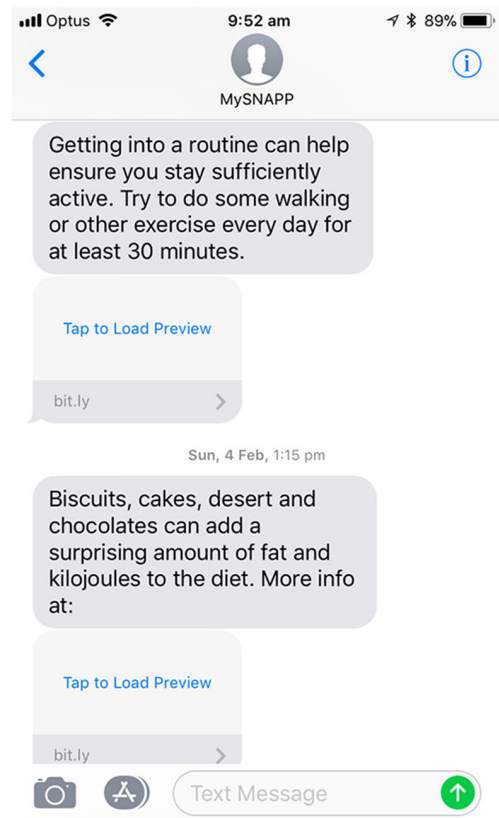 Optus 9:52 am 89%
MySNAPP
Getting into a routine can help
ensure you stay sufficiently
active. Try to do some walking
or other exercise every day for
at least 30 minutes.
Tap to Load Preview
bit.ly
Sun, 4 Feb, 1:15 pm
Biscuits, cakes, desert and
chocolates can add a
surprising amount of fat and
kilojoules to the diet. More info
at:
Tap to Load Preview
bit.ly
Text Message